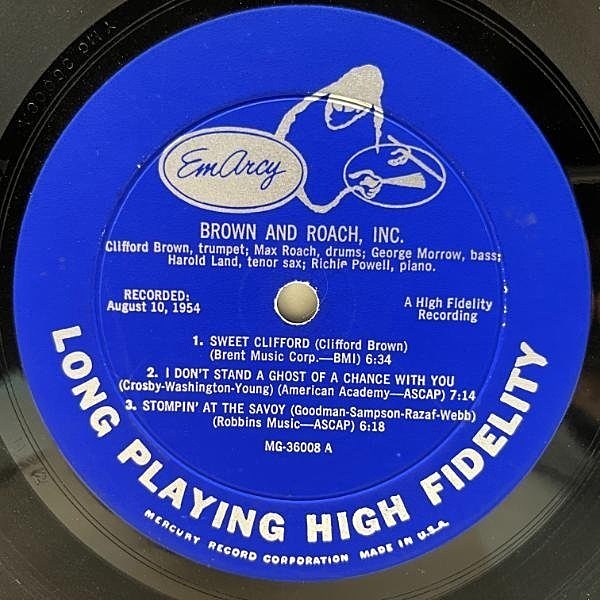 EmArcy
BROWN AND ROACH, INC.
Clifford Brown, trumpet; Max Roach, drums; George Morrow, bass;
Harold Land, tenor sax; Richie Powell, piano.
RECORDED:
August 10, 1954
A High Fidelity
Recording
1. SWEET CLIFFORD (Clifford Brown)
(Brent Music Corp.—BMI) 6:34
2. I DON'T STAND A GHOST OF A CHANCE WITH YOU
(Crosby-Washington-Young) (American Academy—ASCAP) 7:14
3. STOMPIN' AT THE SAVOY (Goodman-Sampson-Razaf-Webb)
(Robbins Music—ASCAP) 6:18
MG-36008 A
LONG PLAYING HIGH FIDELITY
MERCURY RECORD CORPORATION MADE IN U.S.A.